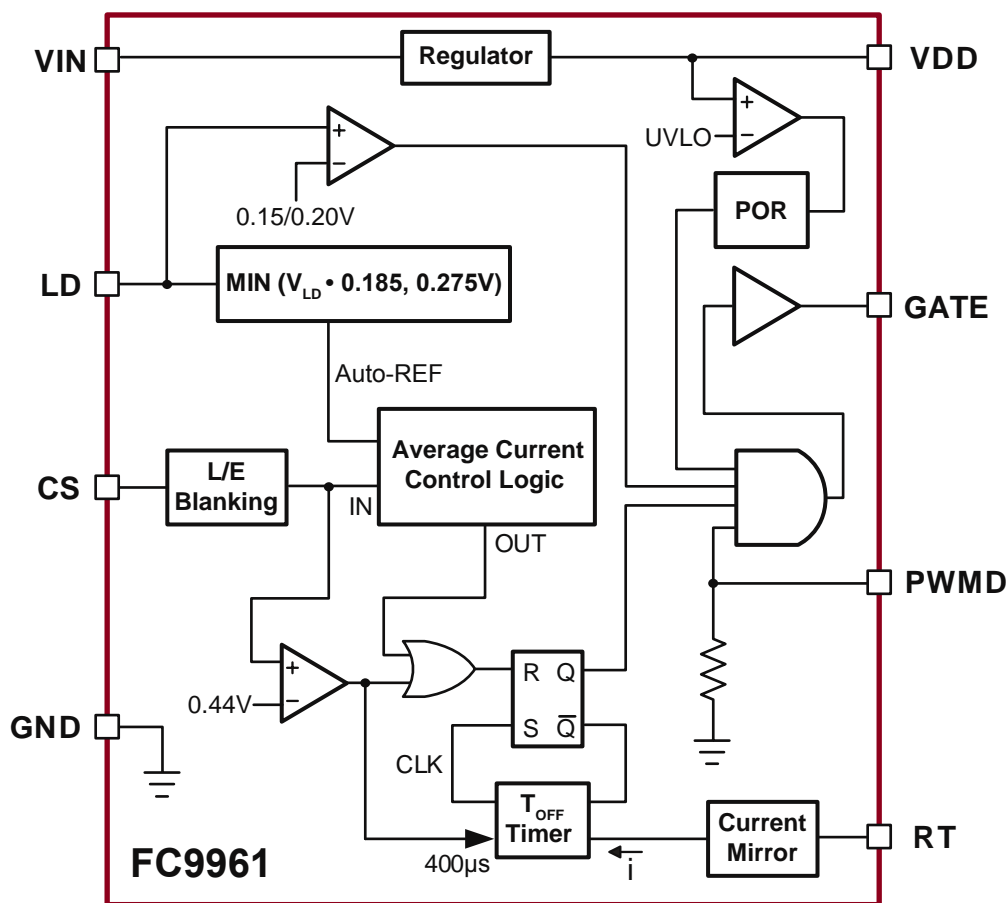 VIN
Regulator
VDD
+
−
UVLO
+
−
0.15/0.20V
POR
LD
MIN (VLD • 0.185, 0.275V)
GATE
Auto-REF
Average Current
Control Logic
CS
L/E
Blanking
IN
OUT
PWMD
+
−
0.44V
R Q
S Q̅
GND
CLK
TOFF
Timer
Current
Mirror
RT
400µs
i
FC9961